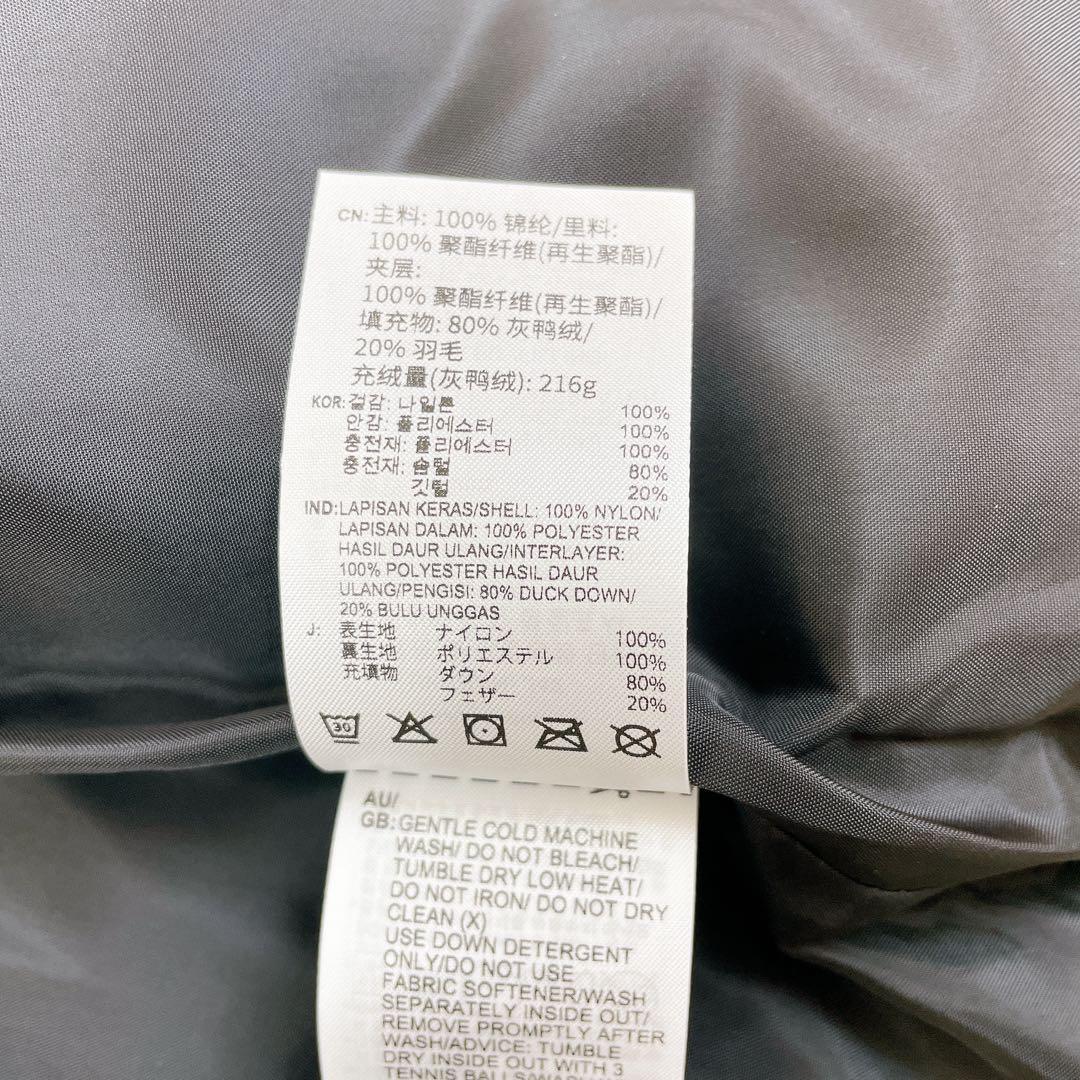 CN: 主料: 100% 锦纶/里料:
100% 聚酯纤维(再生聚酯)/
夹层:
100% 聚酯纤维(再生聚酯)/
填充物: 80% 灰鸭绒/
20% 羽毛
充绒量(灰鸭绒): 216g
KOR: 겉감: 나일론 100%
안감: 폴리에스터 100%
충전재: 폴리에스터 100%
충전재: 솜털 80%
깃털 20%
IND: LAPISAN KERAS/SHELL: 100% NYLON/
LAPISAN DALAM: 100% POLYESTER
HASIL DAUR ULANG/INTERLAYER:
100% POLYESTER HASIL DAUR
ULANG/PENGISI: 80% DUCK DOWN/
20% BULU UNGGAS
J: 表生地 ナイロン 100%
裏生地 ポリエステル 100%
充填物 ダウン 80%
フェザー 20%
30
AU/
GB: GENTLE COLD MACHINE
WASH/ DO NOT BLEACH/
TUMBLE DRY LOW HEAT/
DO NOT IRON/ DO NOT DRY
CLEAN (X)
USE DOWN DETERGENT
ONLY/DO NOT USE
FABRIC SOFTENER/WASH
SEPARATELY INSIDE OUT/
REMOVE PROMPTLY AFTER
WASH/ADVICE: TUMBLE
DRY INSIDE OUT WITH 3
TENNIS BALLS/